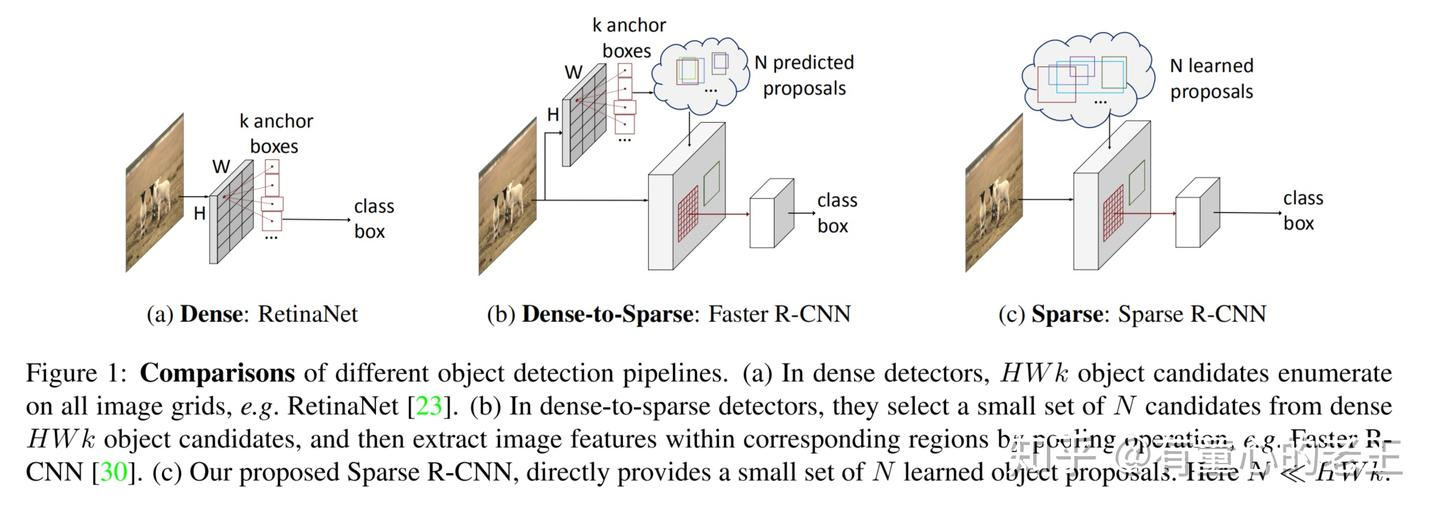 k anchor
boxes
W
H
...
class
box
(a) Dense: RetinaNet
k anchor
boxes
W
H
...
...
N predicted
proposals
class
box
(b) Dense-to-Sparse: Faster R-CNN
...
N learned
proposals
class
box
(c) Sparse: Sparse R-CNN
Figure 1: Comparisons of different object detection pipelines. (a) In dense detectors, HWk object candidates enumerate
on all image grids, e.g. RetinaNet [23]. (b) In dense-to-sparse detectors, they select a small set of N candidates from dense
HWk object candidates, and then extract image features within corresponding regions by pooling operation, e.g. Faster R-
CNN [30]. (c) Our proposed Sparse R-CNN, directly provides a small set of N learned object proposals. Here N ≪ HWk.
知乎 @有童心的老王